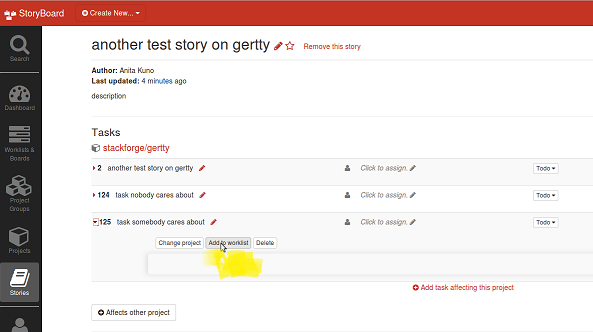 StoryBoard
Create New...
Search
Dashboard
Worklists &
Boards
Project
Groups
Projects
Stories
another test story on gertty
Remove this story
Author: Anita Kuno
Last updated: 4 minutes ago
description
Tasks
stackforge/gertty
2 another test story on gertty Click to assign. Todo
124 task nobody cares about Click to assign. Todo
125 task somebody cares about Click to assign. Todo
Change project Add to worklist Delete
Add task affecting this project
Affects other project